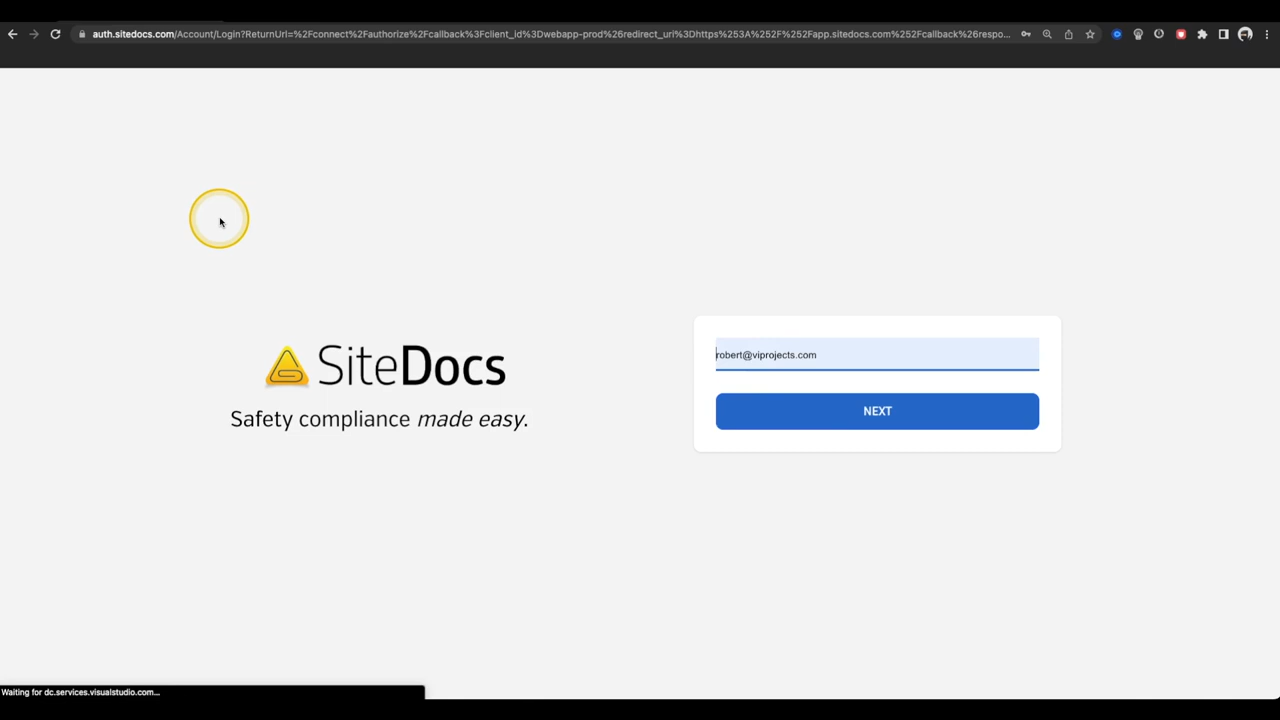 auth.sitedocs.com/Account/Login?ReturnUrl=%2Fconnect%2Fauthorize%2Fcallback%3Fclient_id%3Dwebapp-prod%26redirect_uri%3Dhttps%253A%252F%252Fapp.sitedocs.com%252Fcallback%26respo...
robert@viprojects.com
SiteDocs
NEXT
Safety compliance made easy.
Waiting for dc.services.visualstudio.com...